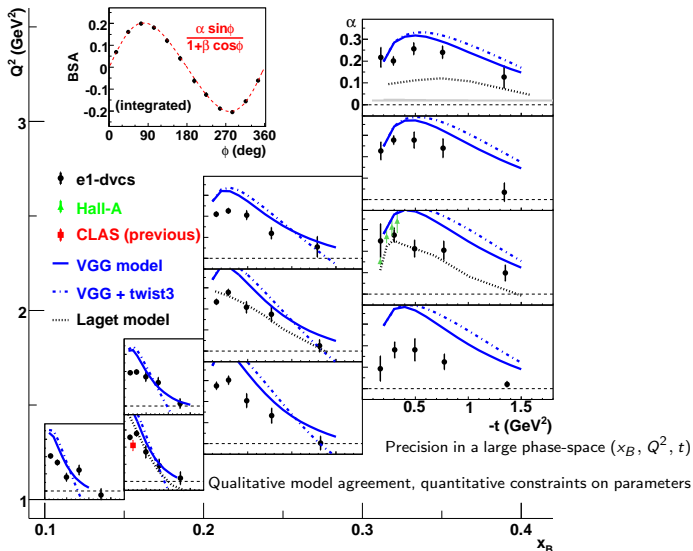 Q² (GeV²)
3
2
1
0.1
0.2
0.3
0.4
x_B
BSA
0.2
0.1
0
-0.1
-0.2
α sinϕ
1+β cosϕ
(integrated)
0
90
180
270
360
ϕ (deg)
e1-dvcs
Hall-A
CLAS (previous)
VGG model
VGG + twist3
Laget model
α
0.3
0.2
0.1
0
0.5
1
1.5
-t (GeV²)
Precision in a large phase-space (x_B, Q², t)
Qualitative model agreement, quantitative constraints on parameters